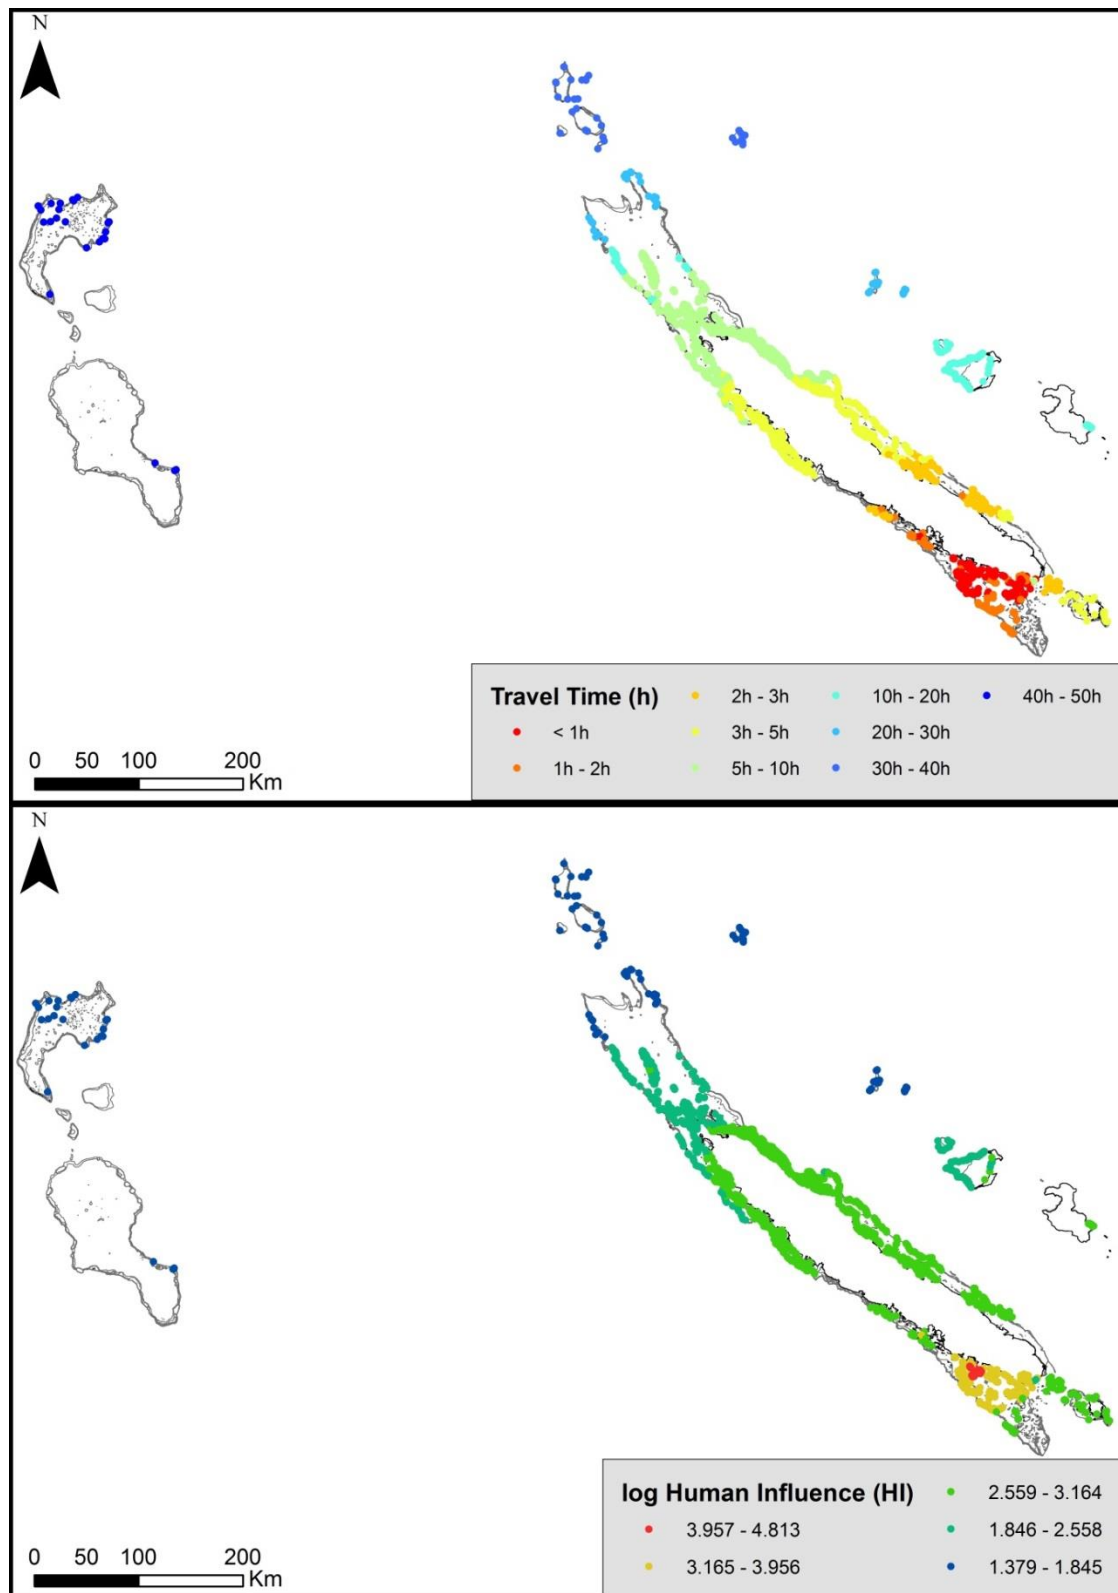 N
Travel Time (h)
< 1h
1h - 2h
2h - 3h
3h - 5h
5h - 10h
10h - 20h
20h - 30h
30h - 40h
40h - 50h
0 50 100 200
Km
N
log Human Influence (HI)
3.957 - 4.813
3.165 - 3.956
2.559 - 3.164
1.846 - 2.558
1.379 - 1.845
0 50 100 200
Km